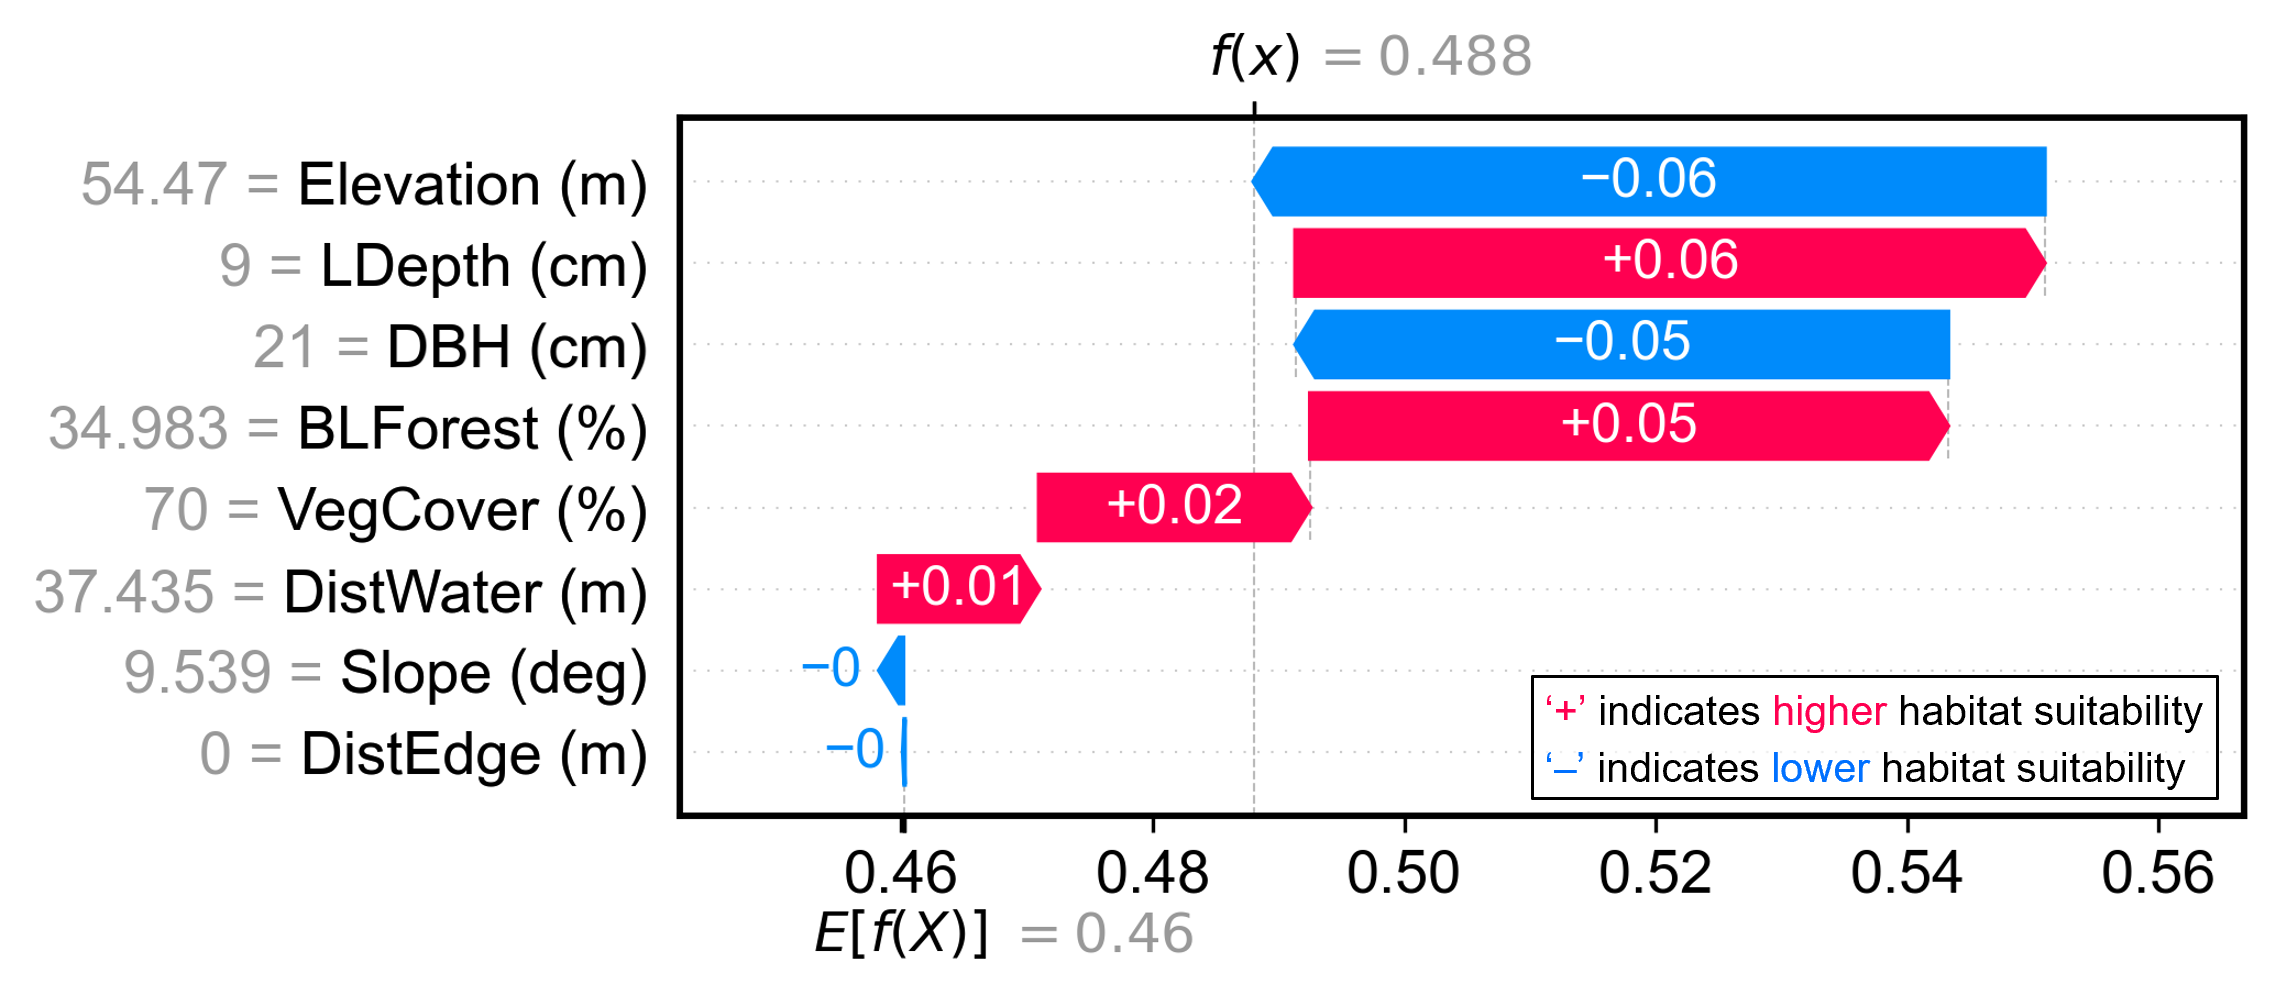 f(x) = 0.488
54.47 = Elevation (m)
−0.06
9 = LDepth (cm)
+0.06
21 = DBH (cm)
−0.05
34.983 = BLForest (%)
+0.05
70 = VegCover (%)
+0.02
37.435 = DistWater (m)
+0.01
9.539 = Slope (deg)
−0
0 = DistEdge (m)
−0
‘+’ indicates higher habitat suitability
‘–’ indicates lower habitat suitability
0.46 0.48 0.50 0.52 0.54 0.56
E[f(X)] = 0.46